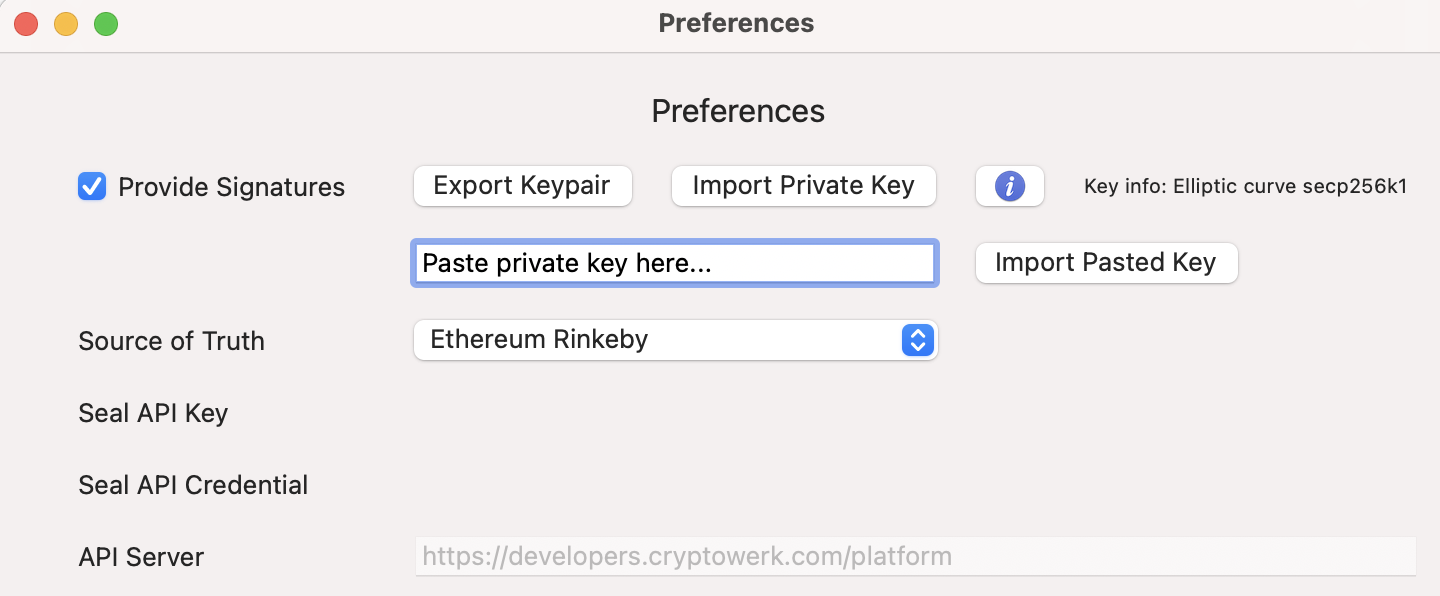 Preferences
Preferences
Provide Signatures Export Keypair Import Private Key i Key info: Elliptic curve secp256k1
Paste private key here... Import Pasted Key
Source of Truth Ethereum Rinkeby
Seal API Key
Seal API Credential
API Server https://developers.cryptowerk.com/platform